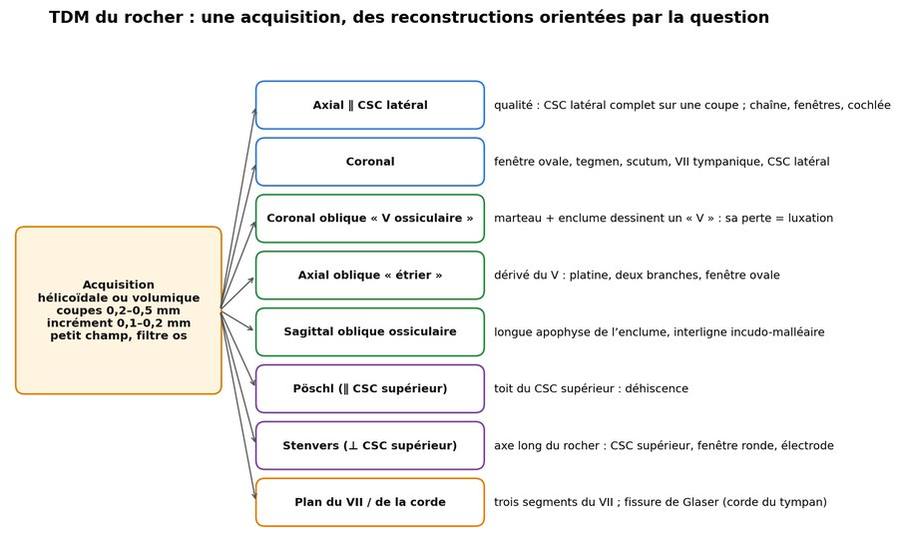 TDM du rocher : une acquisition, des reconstructions orientées par la question
Axial ∥ CSC latéral
qualité : CSC latéral complet sur une coupe ; chaîne, fenêtres, cochlée
Coronal
fenêtre ovale, tegmen, scutum, VII tympanique, CSC latéral
Coronal oblique « V ossiculaire »
marteau + enclume dessinent un « V » : sa perte = luxation
Acquisition
hélicoïdale ou volumique
coupes 0,2–0,5 mm
incrément 0,1–0,2 mm
petit champ, filtre os
Axial oblique « étrier »
dérivé du V : platine, deux branches, fenêtre ovale
Sagittal oblique ossiculaire
longue apophyse de l’enclume, interligne incudo-malléaire
Pöschl (∥ CSC supérieur)
toit du CSC supérieur : déhiscence
Stenvers (⊥ CSC supérieur)
axe long du rocher : CSC supérieur, fenêtre ronde, électrode
Plan du VII / de la corde
trois segments du VII ; fissure de Glaser (corde du tympan)